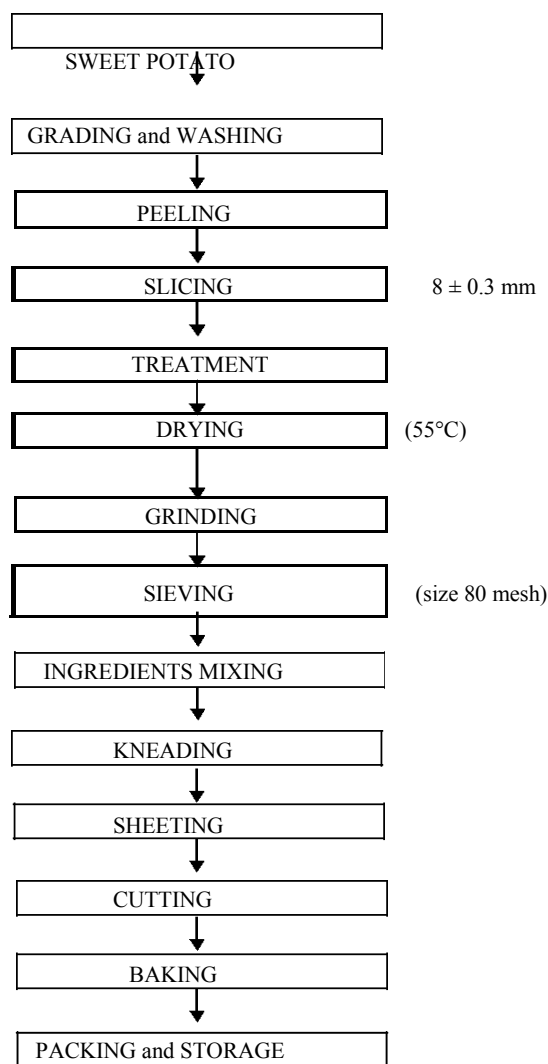 SWEET POTATO
GRADING and WASHING
PEELING
SLICING 8 ± 0.3 mm
TREATMENT
DRYING (55°C)
GRINDING
SIEVING (size 80 mesh)
INGREDIENTS MIXING
KNEADING
SHEETING
CUTTING
BAKING
PACKING and STORAGE